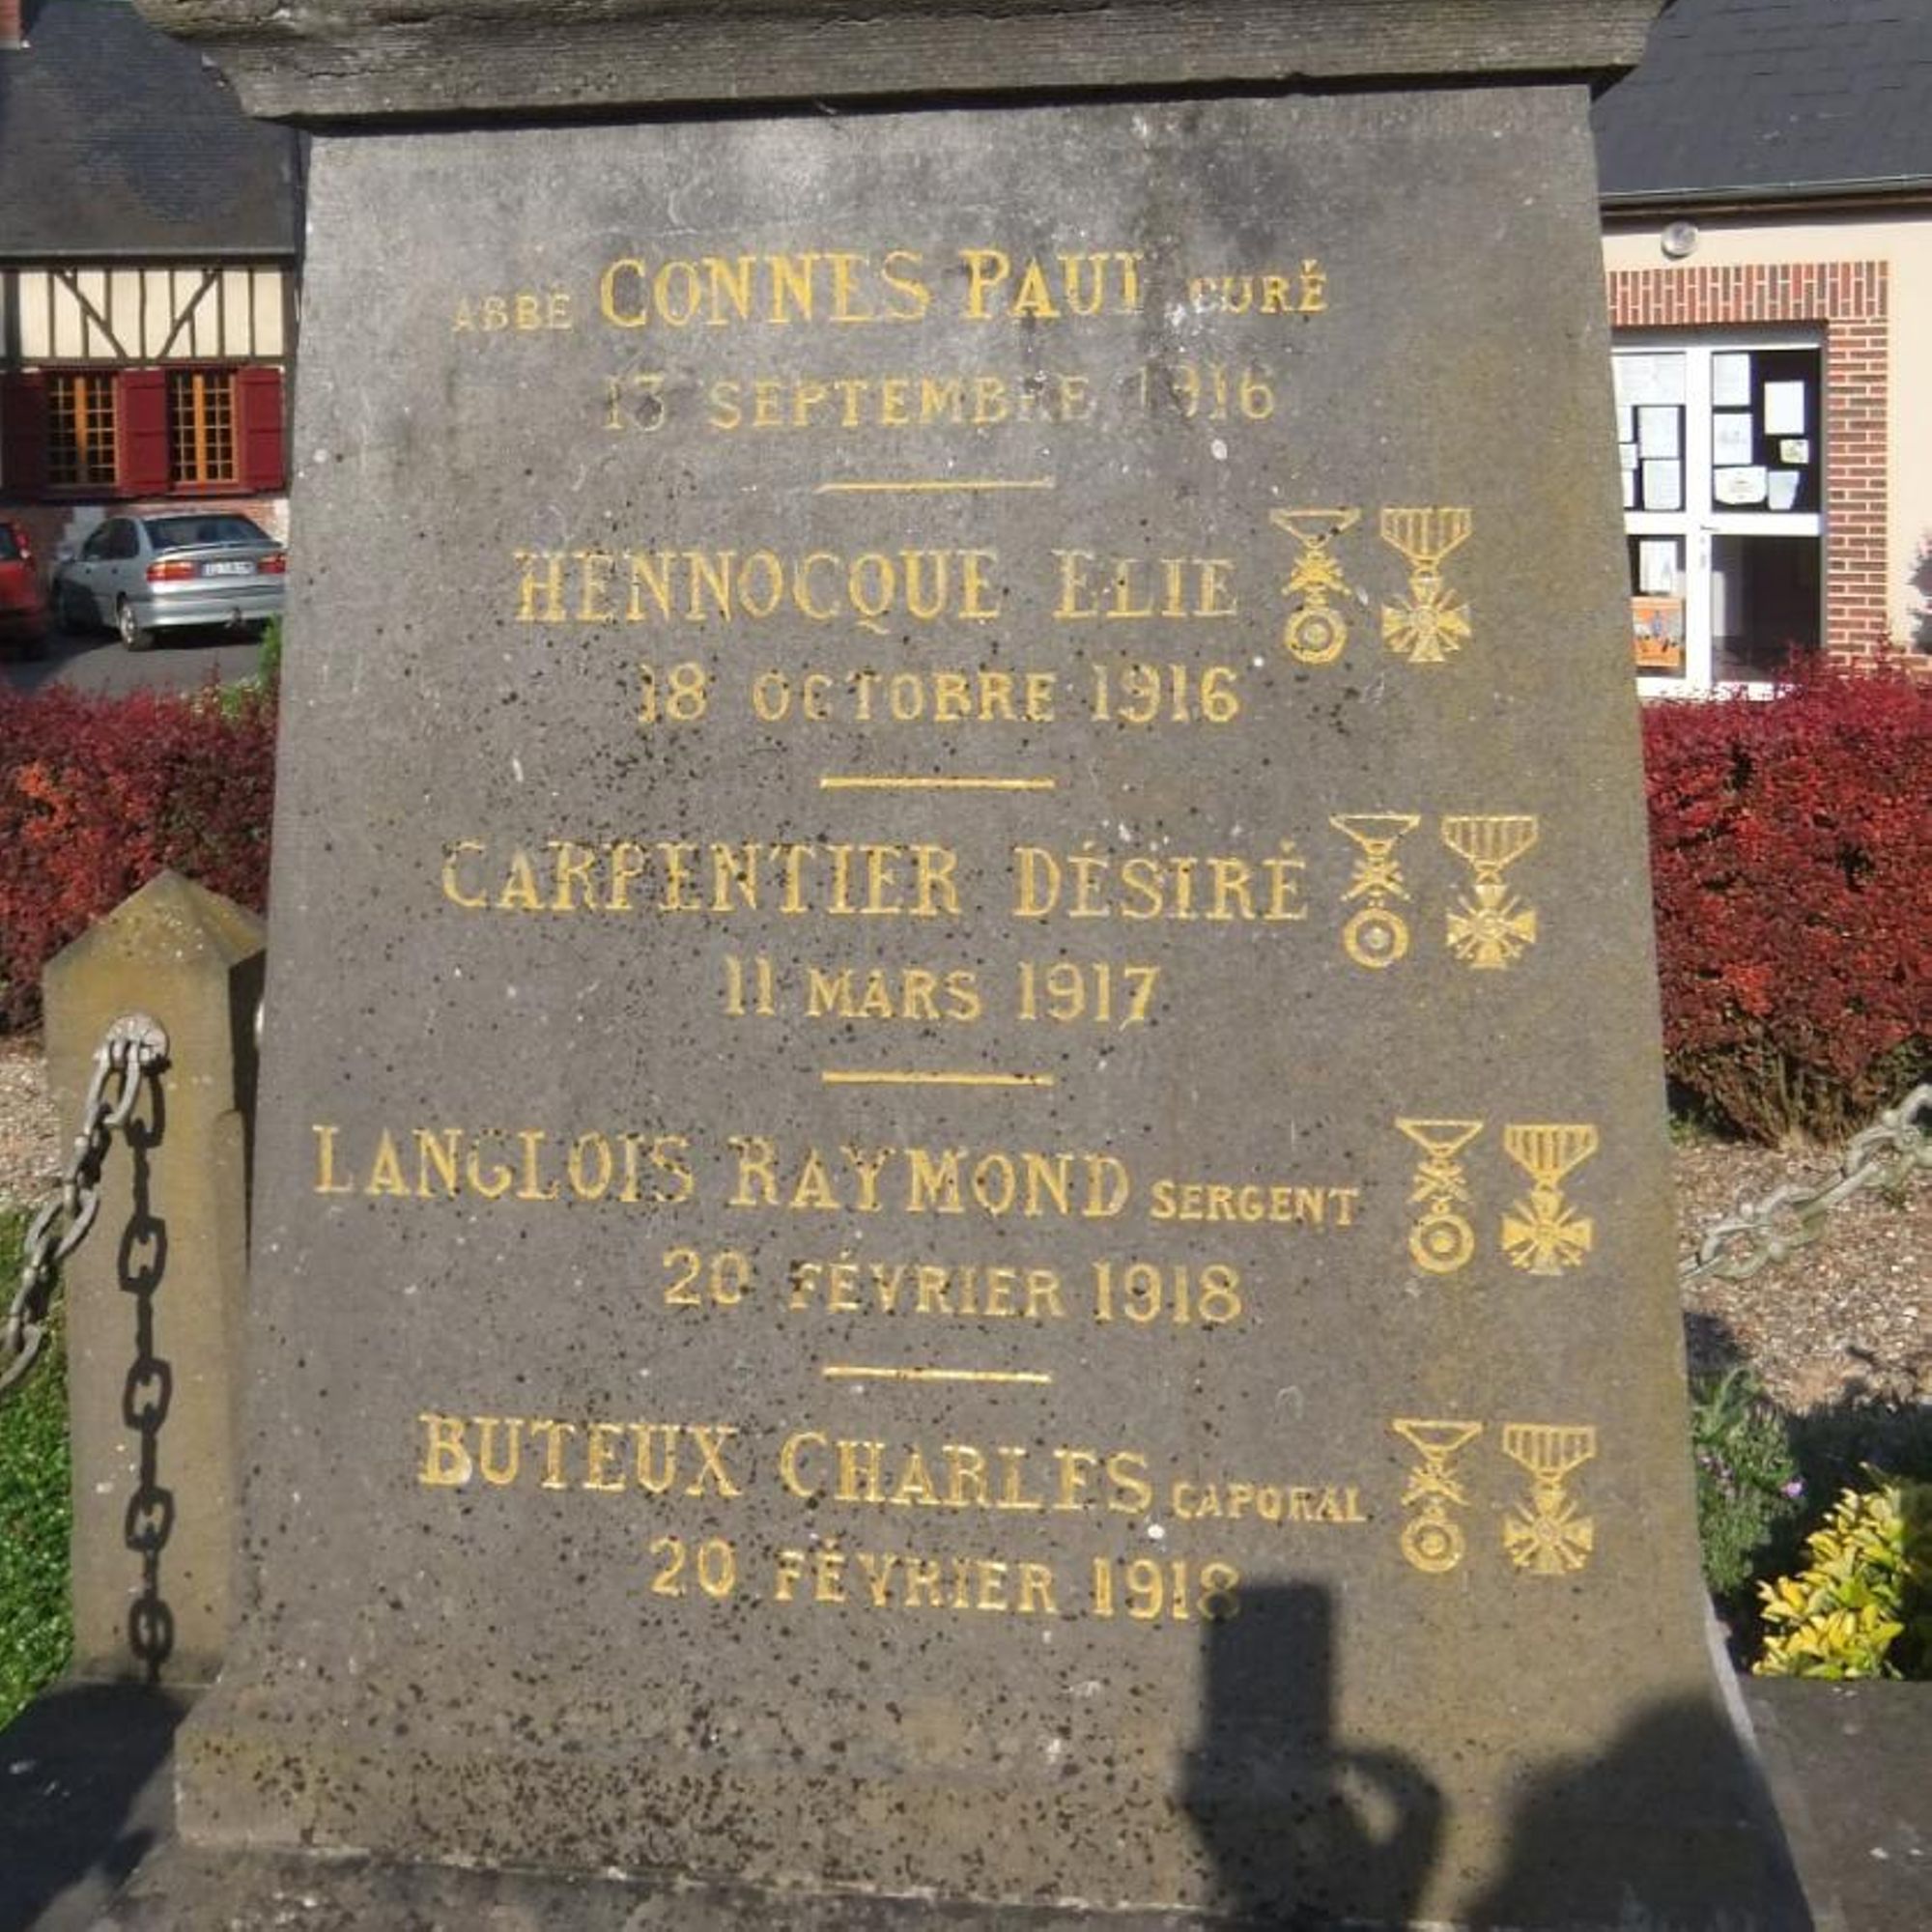 ABBÉ CONNES PAUL CURÉ
13 SEPTEMBRE 1916
HENNOCQUE ELIE
18 OCTOBRE 1916
CARPENTIER DÉSIRÉ
11 MARS 1917
LANGLOIS RAYMOND SERGENT
20 FÉVRIER 1918
BUTEUX CHARLES CAPORAL
20 FÉVRIER 1918